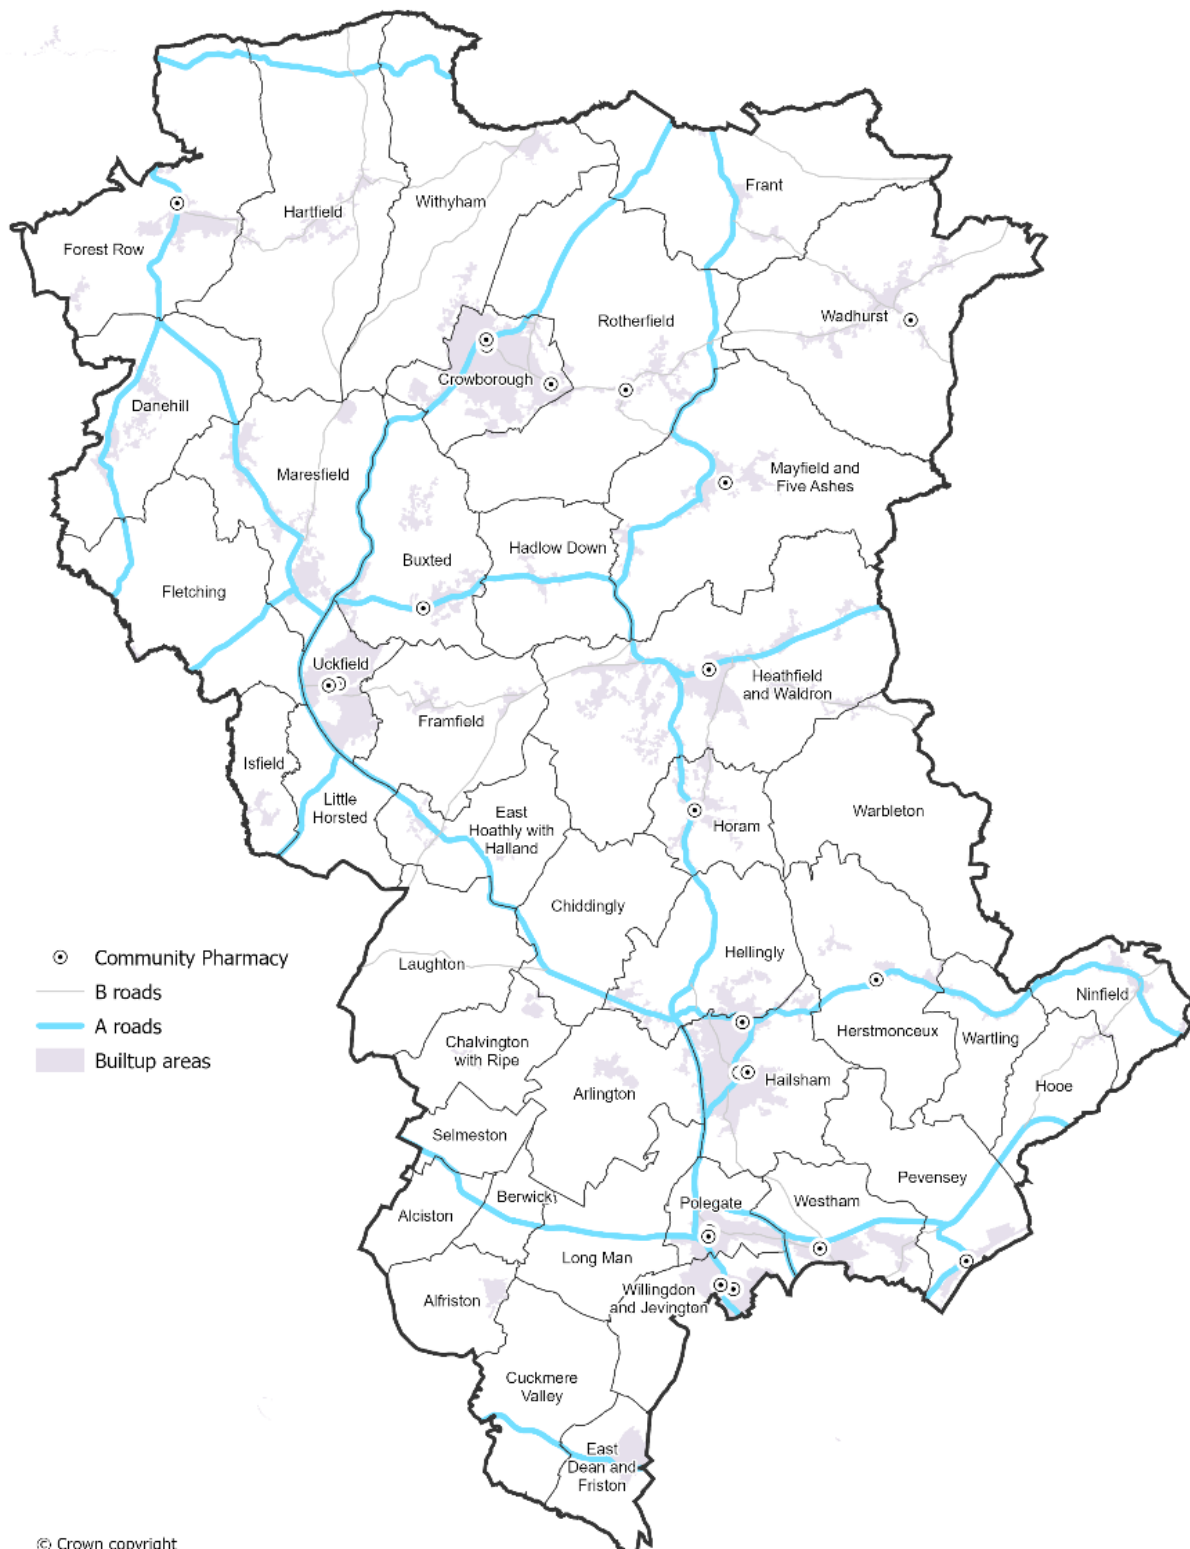 Frant
Withyham
Hartfield
Forest Row
Wadhurst
Rotherfield
Crowborough
Danehill
Mayfield and
Five Ashes
Maresfield
Hadlow Down
Buxted
Fletching
Uckfield
Heathfield
and Waldron
Framfield
Isfield
Little
Horsted
East
Hoathly with
Halland
Horam
Warbleton
Chiddingly
Hellingly
Laughton
Ninfield
Herstmonceux
Wartling
Chalvington
with Ripe
Hailsham
Hooe
Arlington
Selmeston
Pevensey
Berwick
Polegate
Westham
Alciston
Long Man
Willingdon
and Jevington
Alfriston
Cuckmere
Valley
East
Dean and
Friston
Community Pharmacy
B roads
A roads
Builtup areas
© Crown copyright